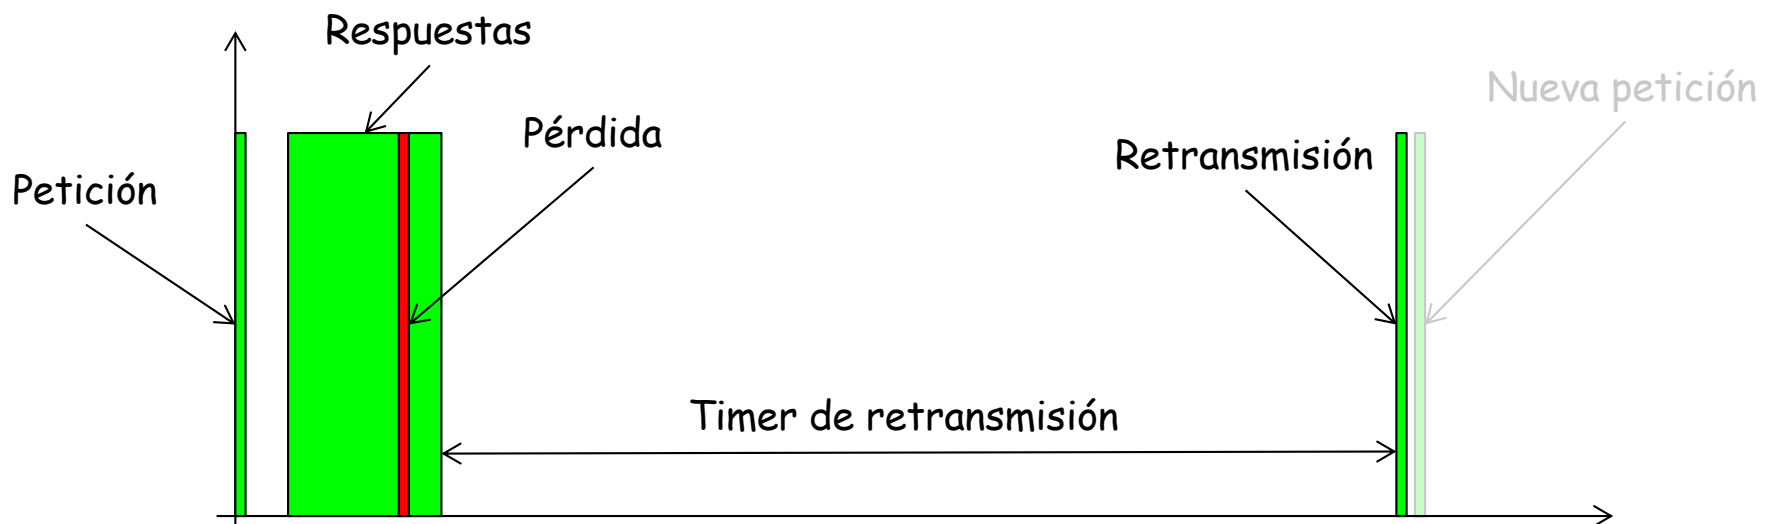 Respuestas
Nueva petición
Pérdida
Retransmisión
Petición
Timer de retransmisión